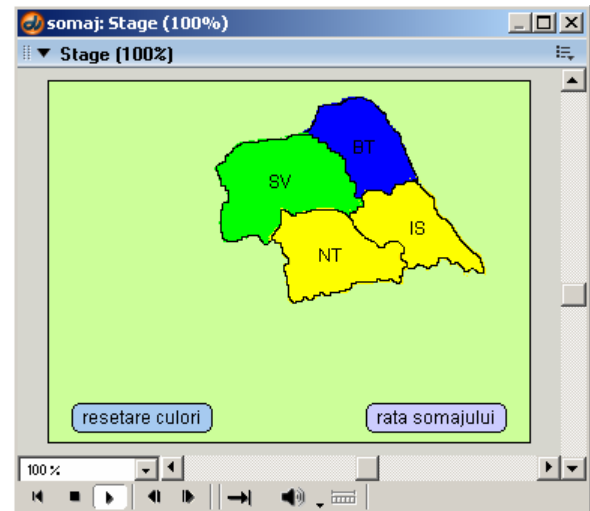 somaj: Stage (100%)
Stage (100%)
BT
SV
IS
NT
resetare culori
rata somajului
100 %